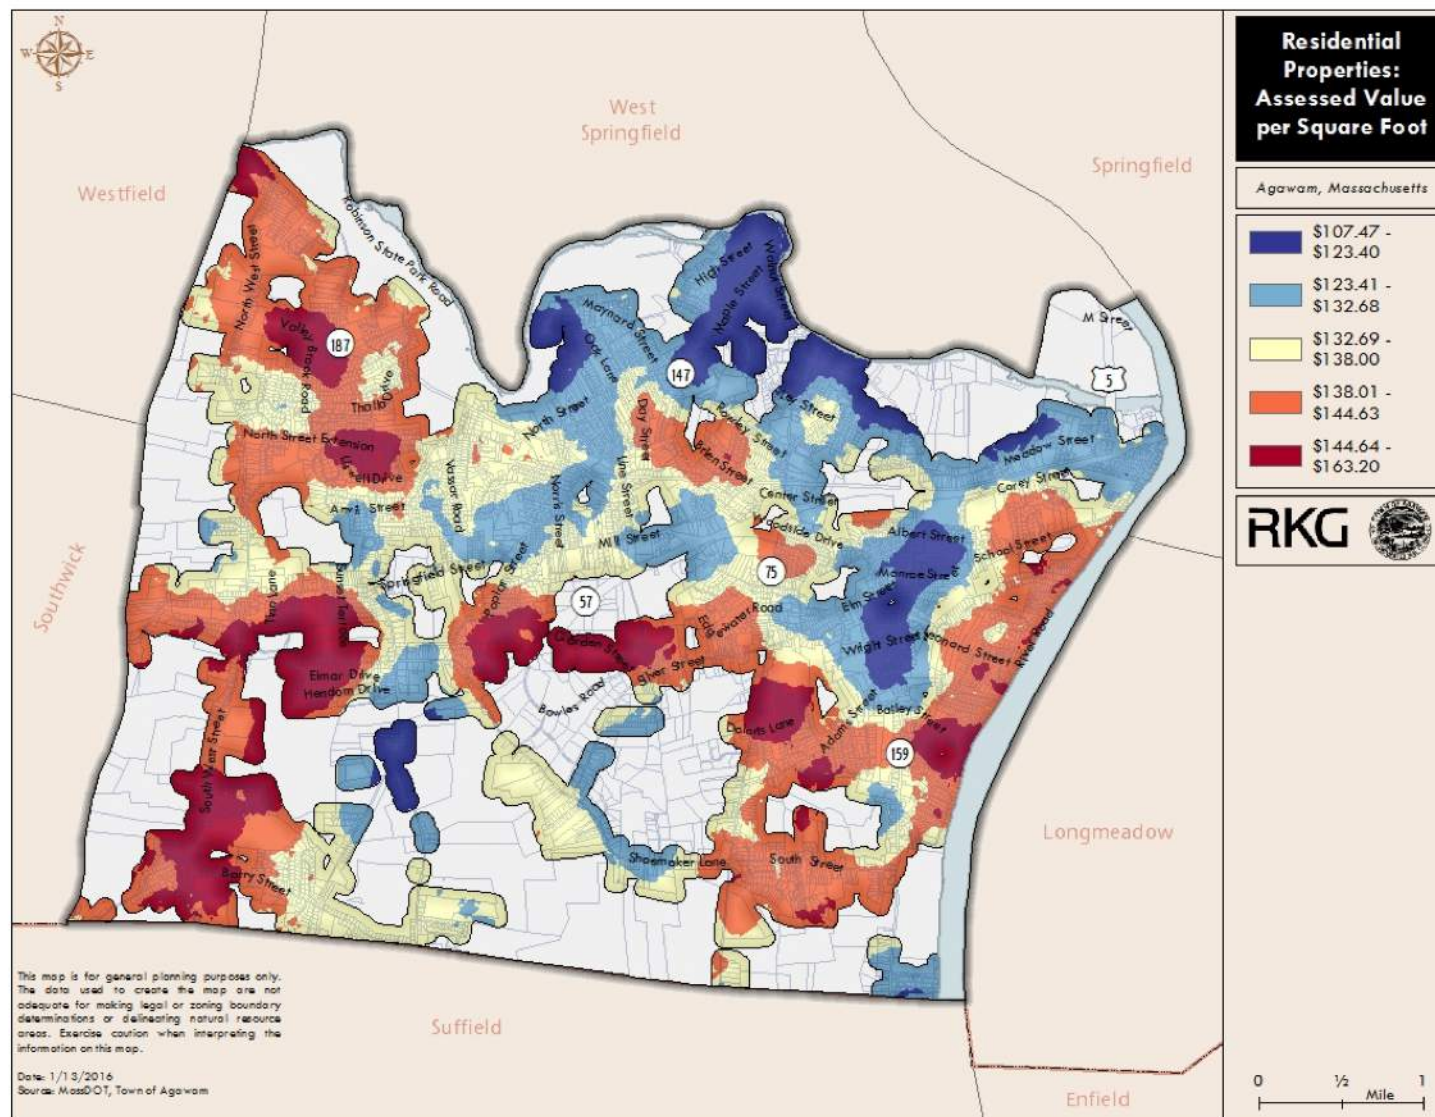 N
W
E
S
West
Springfield
Springfield
Westfield
Southwick
Longmeadow
Suffield
Enfield
Robinson State Park Road
North West Street
Valley Brook Road
187
Thalia Drive
North Street Extension
Maynard Street
Oak Lane
High Street
Maple Street
Walnut Street
147
M Street
5
North Street
Day Street
Rowley Street
Brien Street
Meadow Street
Corey Street
Vassar Road
Norris Street
Line Street
Center Street
Woodside Drive
Albert Street
School Street
Mill Street
Springfield Street
Poplar Street
75
57
Monroe Street
Elm Street
Sunset Terrace
Edgewater Road
Wright Street
Leonard Street
River Road
Garden Street
Silver Street
Elmar Drive
Hendom Drive
Bowles Road
Bailey Street
Adams Street
Doloris Lane
159
South West Street
Barry Street
Shoemaker Lane
South Street
This map is for general planning purposes only.
The data used to create the map are not
adequate for making legal or zoning boundary
determinations or delineating natural resource
areas. Exercise caution when interpreting the
information on this map.
Date: 1/13/2016
Source: MassDOT, Town of Agawam
Residential
Properties:
Assessed Value
per Square Foot
Agawam, Massachusetts
$107.47 -
$123.40
$123.41 -
$132.68
$132.69 -
$138.00
$138.01 -
$144.63
$144.64 -
$163.20
RKG
0 ½ 1
Mile